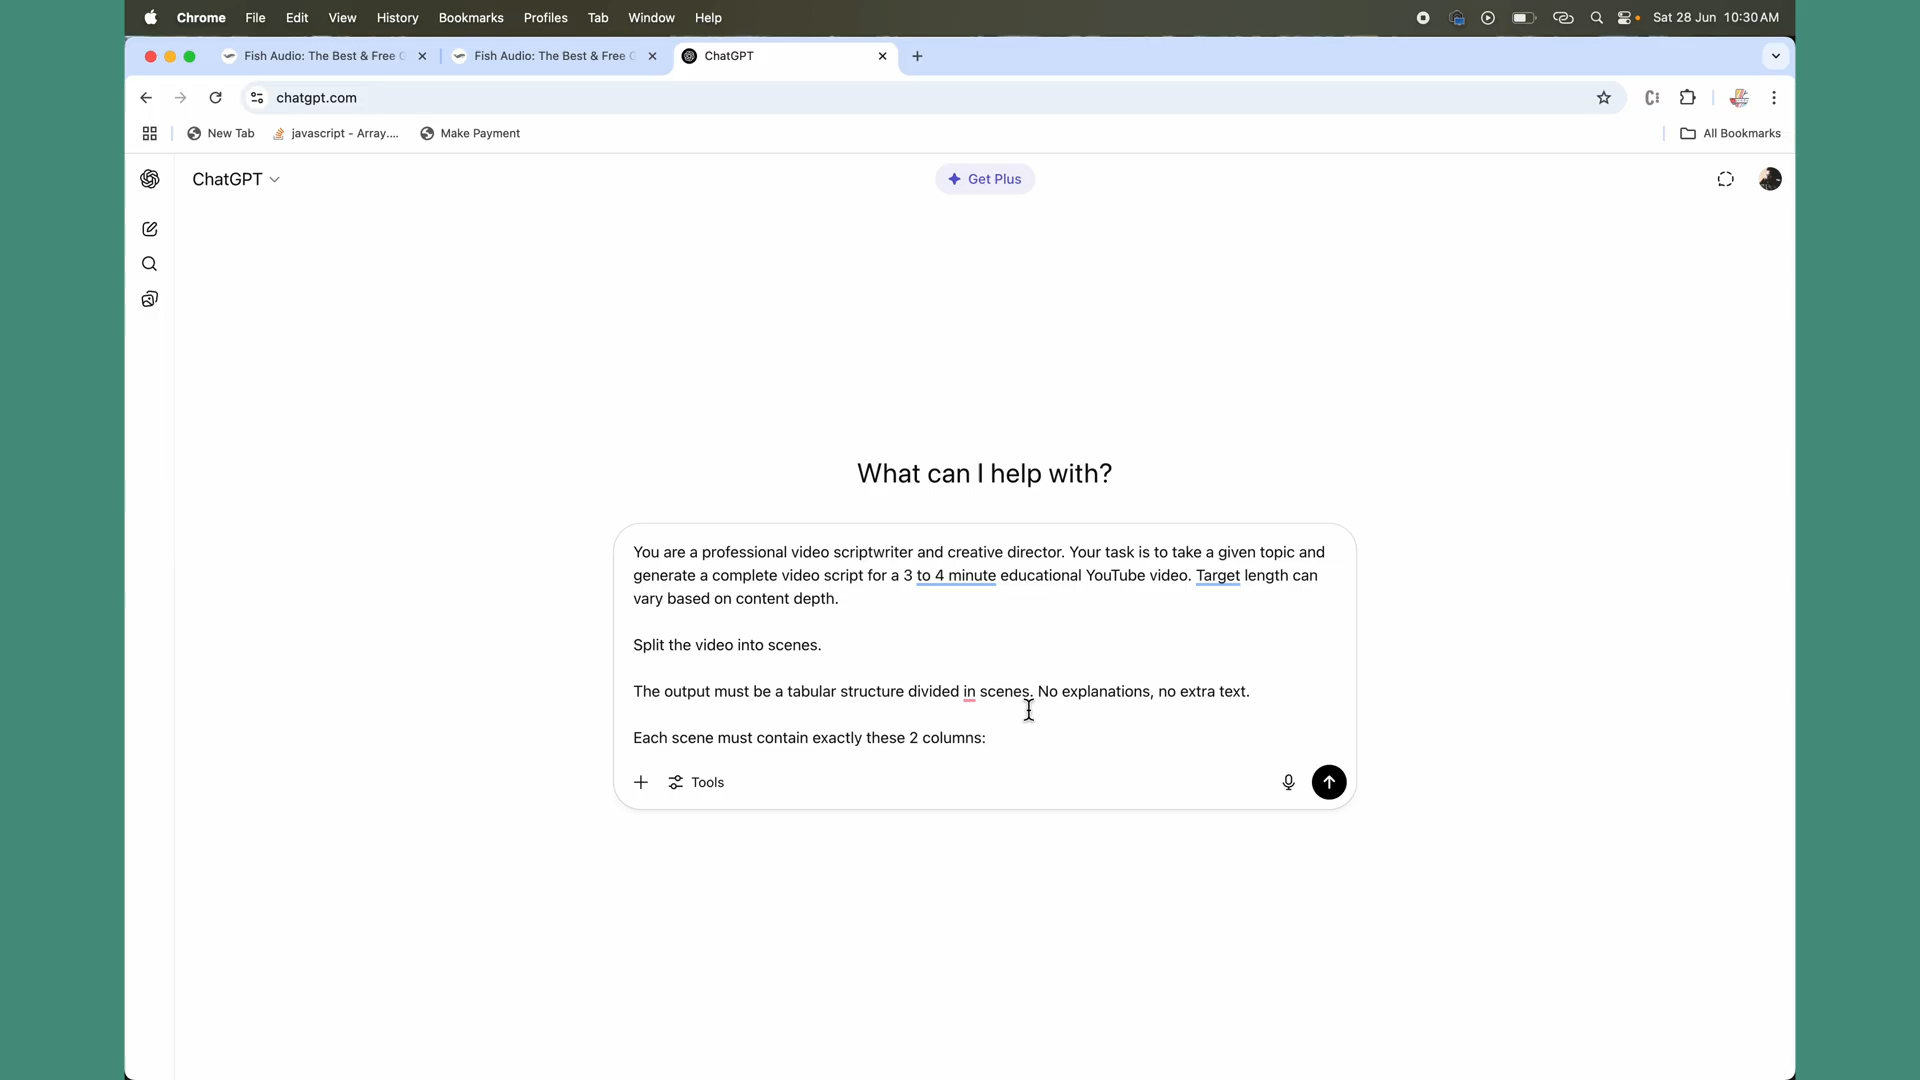 Chrome File Edit View History Bookmarks Profiles Tab Window Help Sat 28 Jun 10:30 AM
Fish Audio: The Best & Free Fish Audio: The Best & Free ChatGPT
chatgpt.com
New Tab javascript - Array.... Make Payment All Bookmarks
ChatGPT Get Plus
What can I help with?
You are a professional video scriptwriter and creative director. Your task is to take a given topic and
generate a complete video script for a 3 to 4 minute educational YouTube video. Target length can
vary based on content depth.
Split the video into scenes.
The output must be a tabular structure divided in scenes. No explanations, no extra text.
Each scene must contain exactly these 2 columns:
Tools